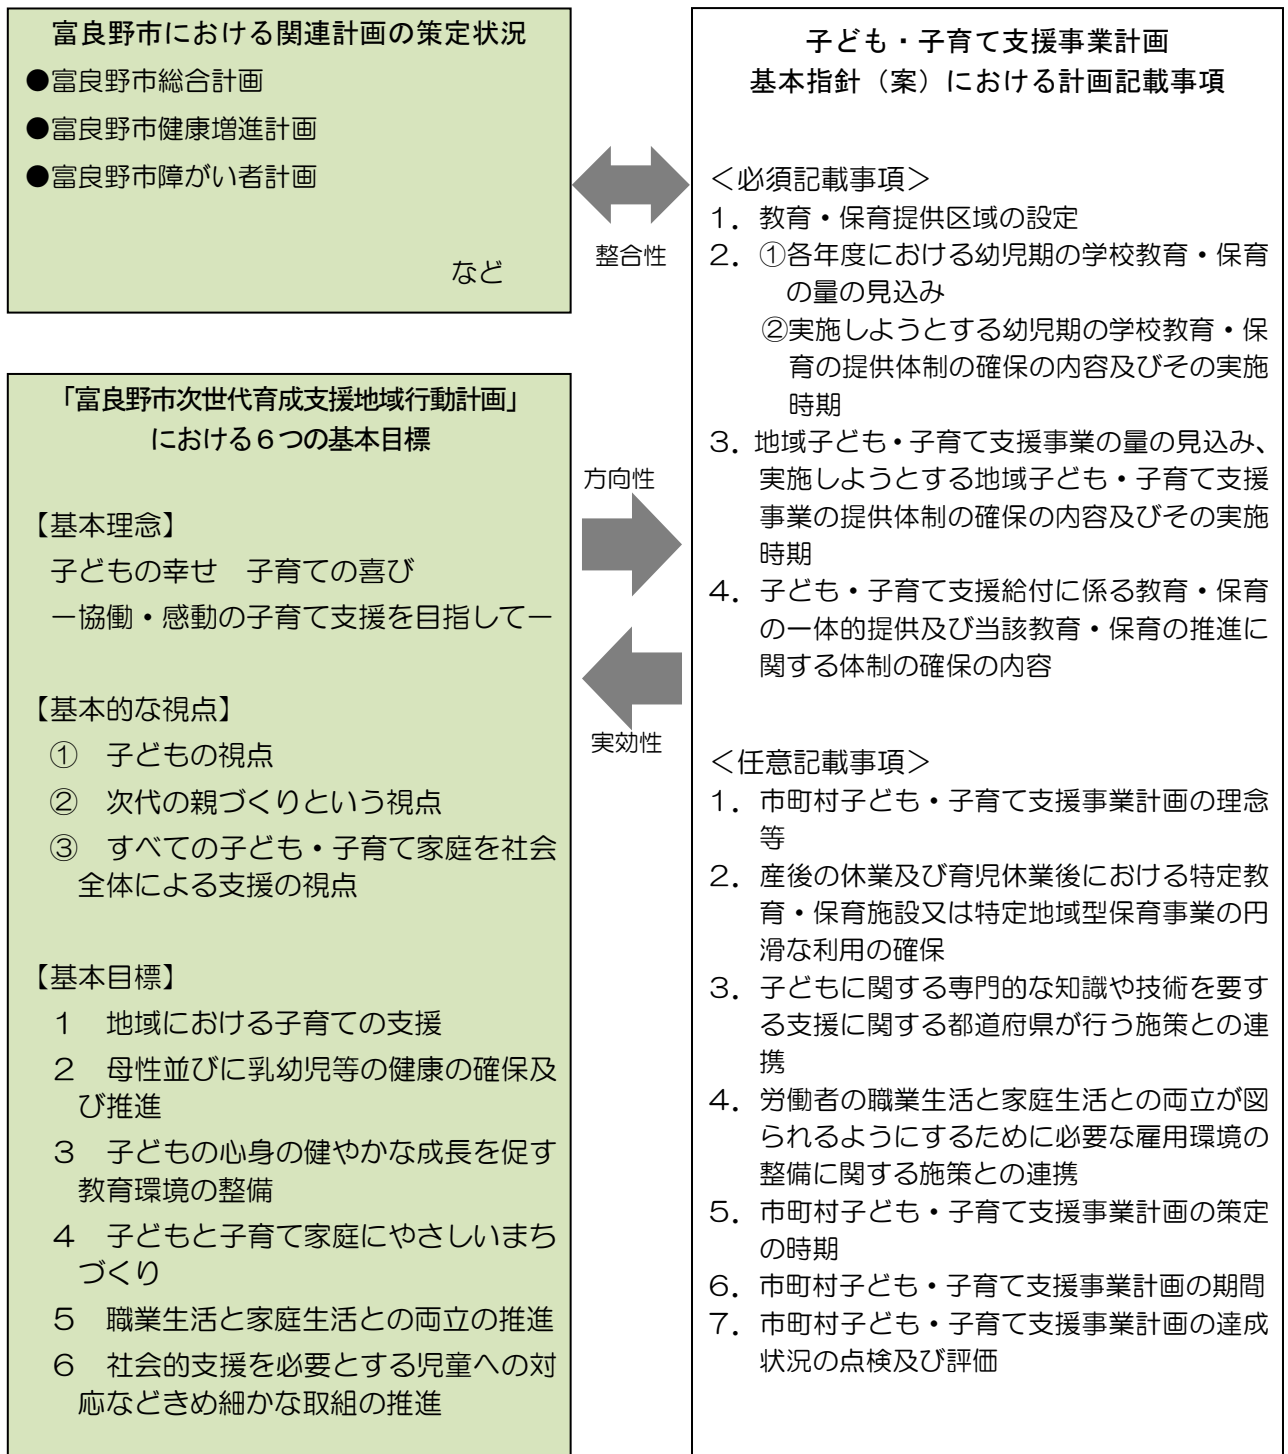 富良野市における関連計画の策定状況
●富良野市総合計画
●富良野市健康増進計画
●富良野市障がい者計画
など
「富良野市次世代育成支援地域行動計画」
における６つの基本目標
【基本理念】
子どもの幸せ　子育ての喜び
－協働・感動の子育て支援を目指して－
【基本的な視点】
①　子どもの視点
②　次代の親づくりという視点
③　すべての子ども・子育て家庭を社会
全体による支援の視点
【基本目標】
１　地域における子育ての支援
２　母性並びに乳幼児等の健康の確保及
び推進
３　子どもの心身の健やかな成長を促す
教育環境の整備
４　子どもと子育て家庭にやさしいまち
づくり
５　職業生活と家庭生活との両立の推進
６　社会的支援を必要とする児童への対
応などきめ細かな取組の推進
整合性
方向性
実効性
子ども・子育て支援事業計画
基本指針（案）における計画記載事項
＜必須記載事項＞
１．教育・保育提供区域の設定
２．①各年度における幼児期の学校教育・保育
の量の見込み
②実施しようとする幼児期の学校教育・保
育の提供体制の確保の内容及びその実施
時期
３．地域子ども・子育て支援事業の量の見込み、
実施しようとする地域子ども・子育て支援
事業の提供体制の確保の内容及びその実施
時期
４．子ども・子育て支援給付に係る教育・保育
の一体的提供及び当該教育・保育の推進に
関する体制の確保の内容
＜任意記載事項＞
１．市町村子ども・子育て支援事業計画の理念
等
２．産後の休業及び育児休業後における特定教
育・保育施設又は特定地域型保育事業の円
滑な利用の確保
３．子どもに関する専門的な知識や技術を要す
る支援に関する都道府県が行う施策との連
携
４．労働者の職業生活と家庭生活との両立が図
られるようにするために必要な雇用環境の
整備に関する施策との連携
５．市町村子ども・子育て支援事業計画の策定
の時期
６．市町村子ども・子育て支援事業計画の期間
７．市町村子ども・子育て支援事業計画の達成
状況の点検及び評価